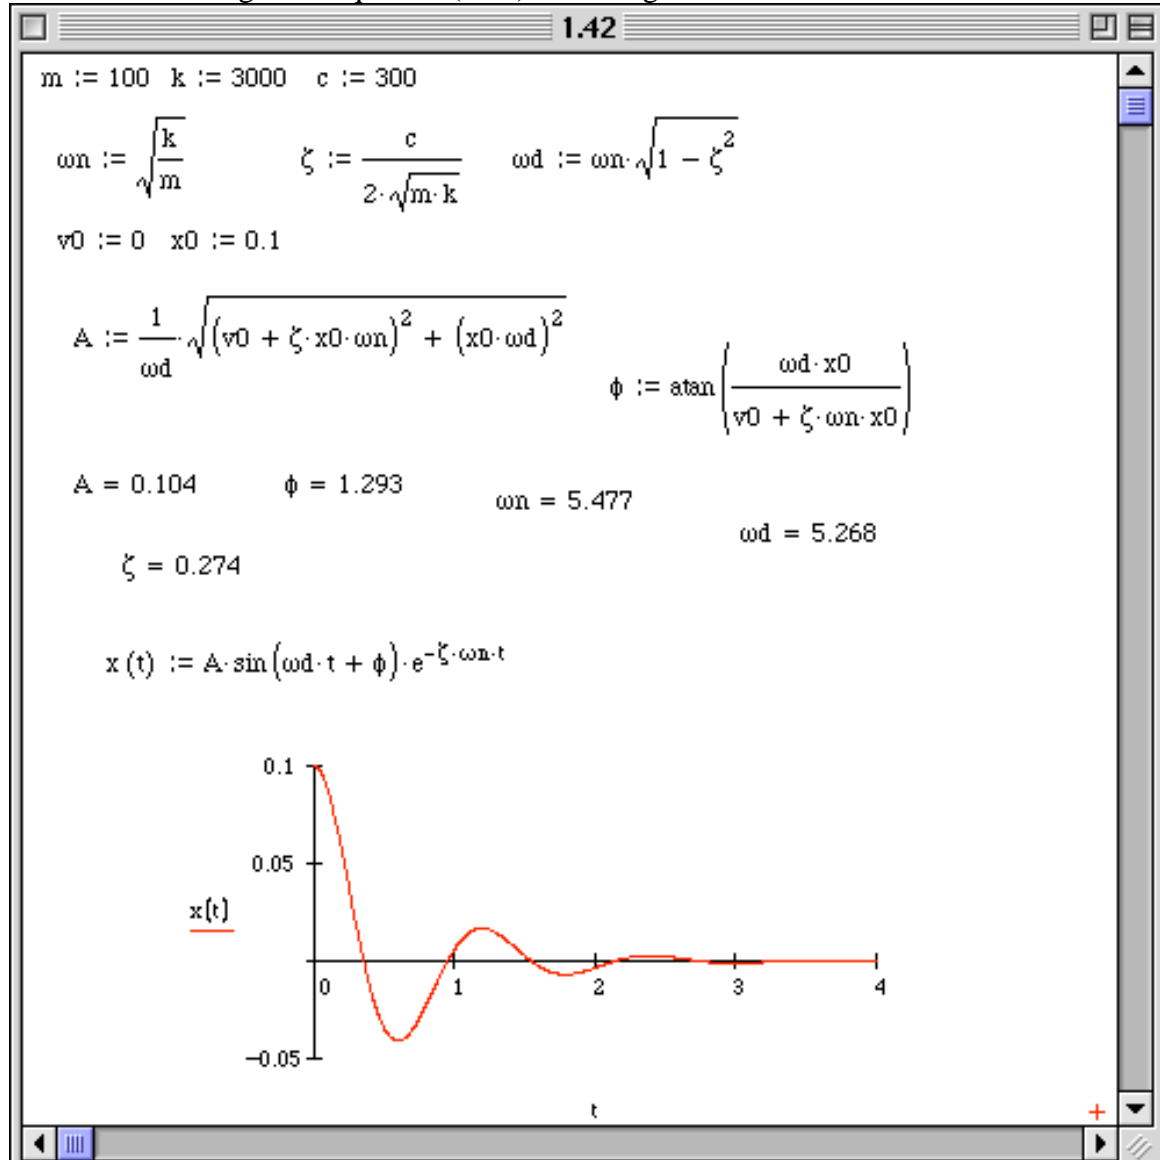 1.42
m := 100 k := 3000 c := 300
ωn := √(k/m) ζ := c/(2·√(m·k)) ωd := ωn·√(1 − ζ²)
v0 := 0 x0 := 0.1
A := 1/ωd·√((v0 + ζ·x0·ωn)² + (x0·ωd)²)
ϕ := atan(ωd·x0/(v0 + ζ·ωn·x0))
A = 0.104 ϕ = 1.293 ωn = 5.477
ωd = 5.268
ζ = 0.274
x(t) := A·sin(ωd·t + ϕ)·e^(−ζ·ωn·t)
0.1
0.05
x(t)
0 1 2 3 4
−0.05
t